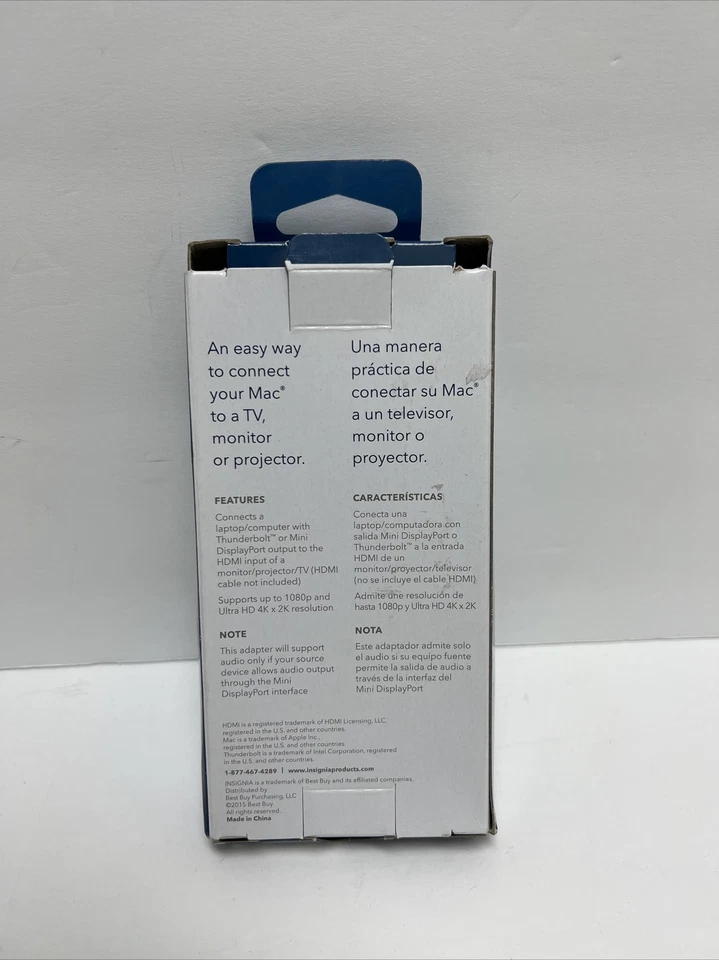 An easy way
to connect
your Mac®
to a TV,
monitor
or projector.
Una manera
práctica de
conectar su Mac®
a un televisor,
monitor o
proyector.
FEATURES
Connects a
laptop/computer with
Thunderbolt™ or Mini
DisplayPort output to the
HDMI input of a
monitor/projector/TV (HDMI
cable not included)
Supports up to 1080p and
Ultra HD 4K x 2K resolution
NOTE
This adapter will support
audio only if your source
device allows audio output
through the Mini
DisplayPort interface
CARACTERÍSTICAS
Conecta una
laptop/computadora con
salida Mini DisplayPort o
Thunderbolt™ a la entrada
HDMI de un
monitor/proyector/televisor
(no se incluye el cable HDMI)
Admite una resolución de
hasta 1080p y Ultra HD 4K x 2K
NOTA
Este adaptador admite solo
el audio si su equipo fuente
permite la salida de audio a
través de la interfaz del
Mini DisplayPort
HDMI is a registered trademark of HDMI Licensing, LLC,
registered in the U.S. and other countries.
Mac is a trademark of Apple Inc.,
registered in the U.S. and other countries.
Thunderbolt is a trademark of Intel Corporation, registered
in the U.S. and other countries.
1-877-467-4289 | www.insigniaproducts.com
INSIGNIA is a trademark of Best Buy and its affiliated companies.
Distributed by
Best Buy Purchasing, LLC
©2015 Best Buy
All rights reserved.
Made in China